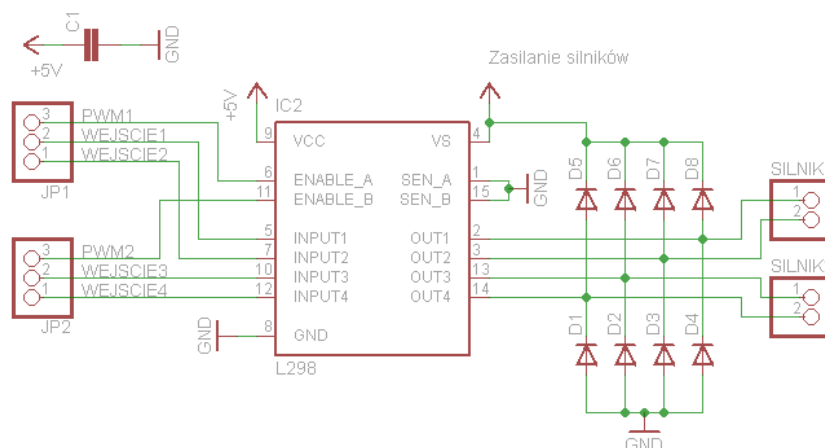 C1
GND
+5V
Zasilanie silników
+5V
IC2
9 VCC VS 4
3 PWM1
2 WEJSCIE1
1 WEJSCIE2
JP1
6 ENABLE_A SEN_A 1
11 ENABLE_B SEN_B 15
GND
5 INPUT1 OUT1 2
7 INPUT2 OUT2 3
10 INPUT3 OUT3 13
12 INPUT4 OUT4 14
3 PWM2
2 WEJSCIE3
1 WEJSCIE4
JP2
GND
8 GND
L298
D5 D6 D7 D8
SILNIK
1
2
SILNIK
1
2
D1 D2 D3 D4
GND